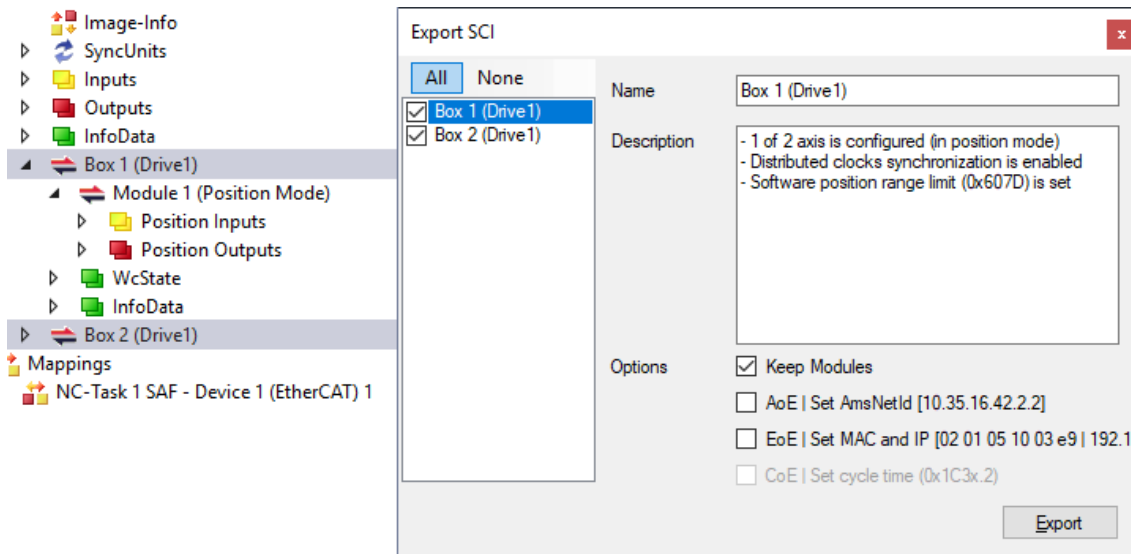 Image-Info
SyncUnits
Inputs
Outputs
InfoData
Box 1 (Drive1)
Module 1 (Position Mode)
Position Inputs
Position Outputs
WcState
InfoData
Box 2 (Drive1)
Mappings
NC-Task 1 SAF - Device 1 (EtherCAT) 1
Export SCI
x
All None
Box 1 (Drive1)
Box 2 (Drive1)
Name
Box 1 (Drive1)
Description
- 1 of 2 axis is configured (in position mode)
- Distributed clocks synchronization is enabled
- Software position range limit (0x607D) is set
Options
Keep Modules
AoE | Set AmsNetId [10.35.16.42.2.2]
EoE | Set MAC and IP [02 01 05 10 03 e9 | 192.1
CoE | Set cycle time (0x1C3x.2)
Export